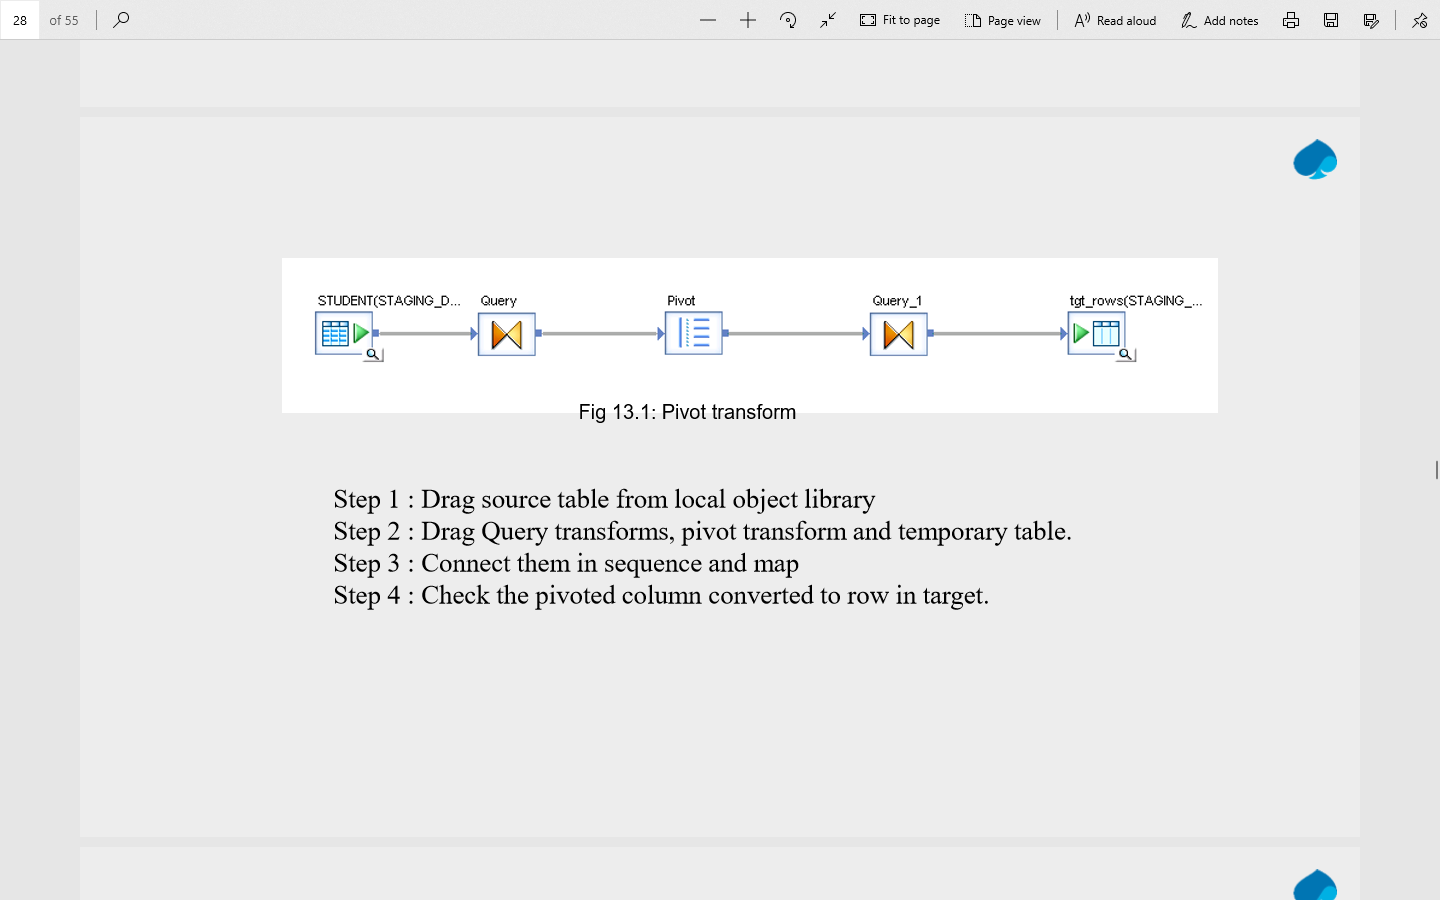 28 of 55 Fit to page Page view Read aloud Add notes
STUDENT(STAGING_D... Query Pivot Query_1 tgt_rows(STAGING_...
Fig 13.1: Pivot transform
Step 1 : Drag source table from local object library
Step 2 : Drag Query transforms, pivot transform and temporary table.
Step 3 : Connect them in sequence and map
Step 4 : Check the pivoted column converted to row in target.